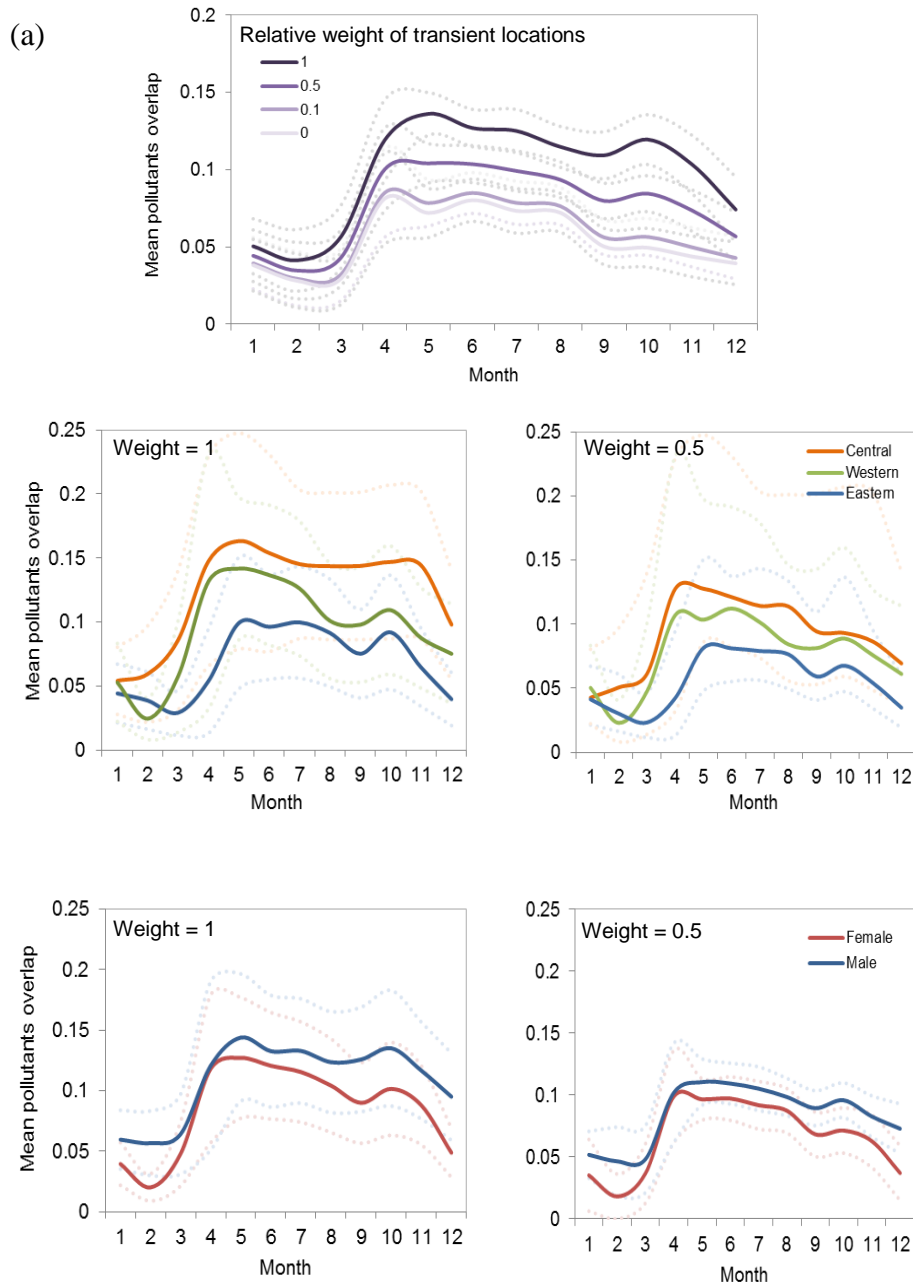 (a)
0.2
0.15
0.1
0.05
0
Mean pollutants overlap
Relative weight of transient locations
1
0.5
0.1
0
1 2 3 4 5 6 7 8 9 10 11 12
Month
0.25
0.2
0.15
0.1
0.05
0
Mean pollutants overlap
Weight = 1
1 2 3 4 5 6 7 8 9 10 11 12
Month
0.25
0.2
0.15
0.1
0.05
0
Mean pollutants overlap
Weight = 0.5
Central
Western
Eastern
1 2 3 4 5 6 7 8 9 10 11 12
Month
0.25
0.2
0.15
0.1
0.05
0
Mean pollutants overlap
Weight = 1
1 2 3 4 5 6 7 8 9 10 11 12
Month
0.25
0.2
0.15
0.1
0.05
0
Mean pollutants overlap
Weight = 0.5
Female
Male
1 2 3 4 5 6 7 8 9 10 11 12
Month